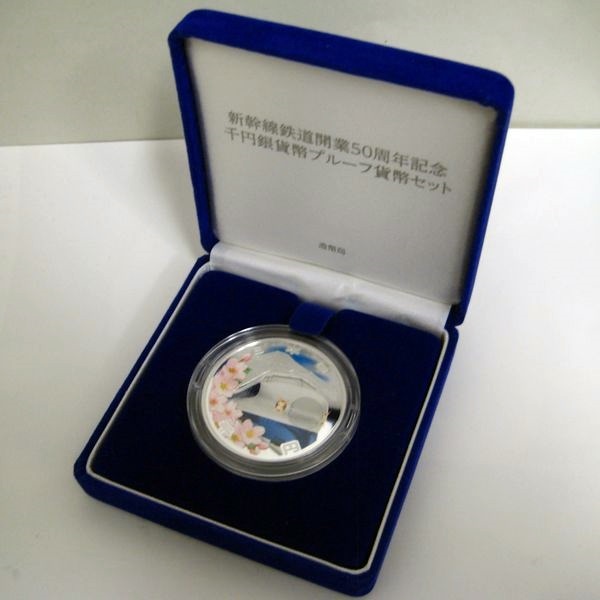 新幹線鉄道開業50周年記念
千円銀貨幣プルーフ貨幣セット
造幣局
円